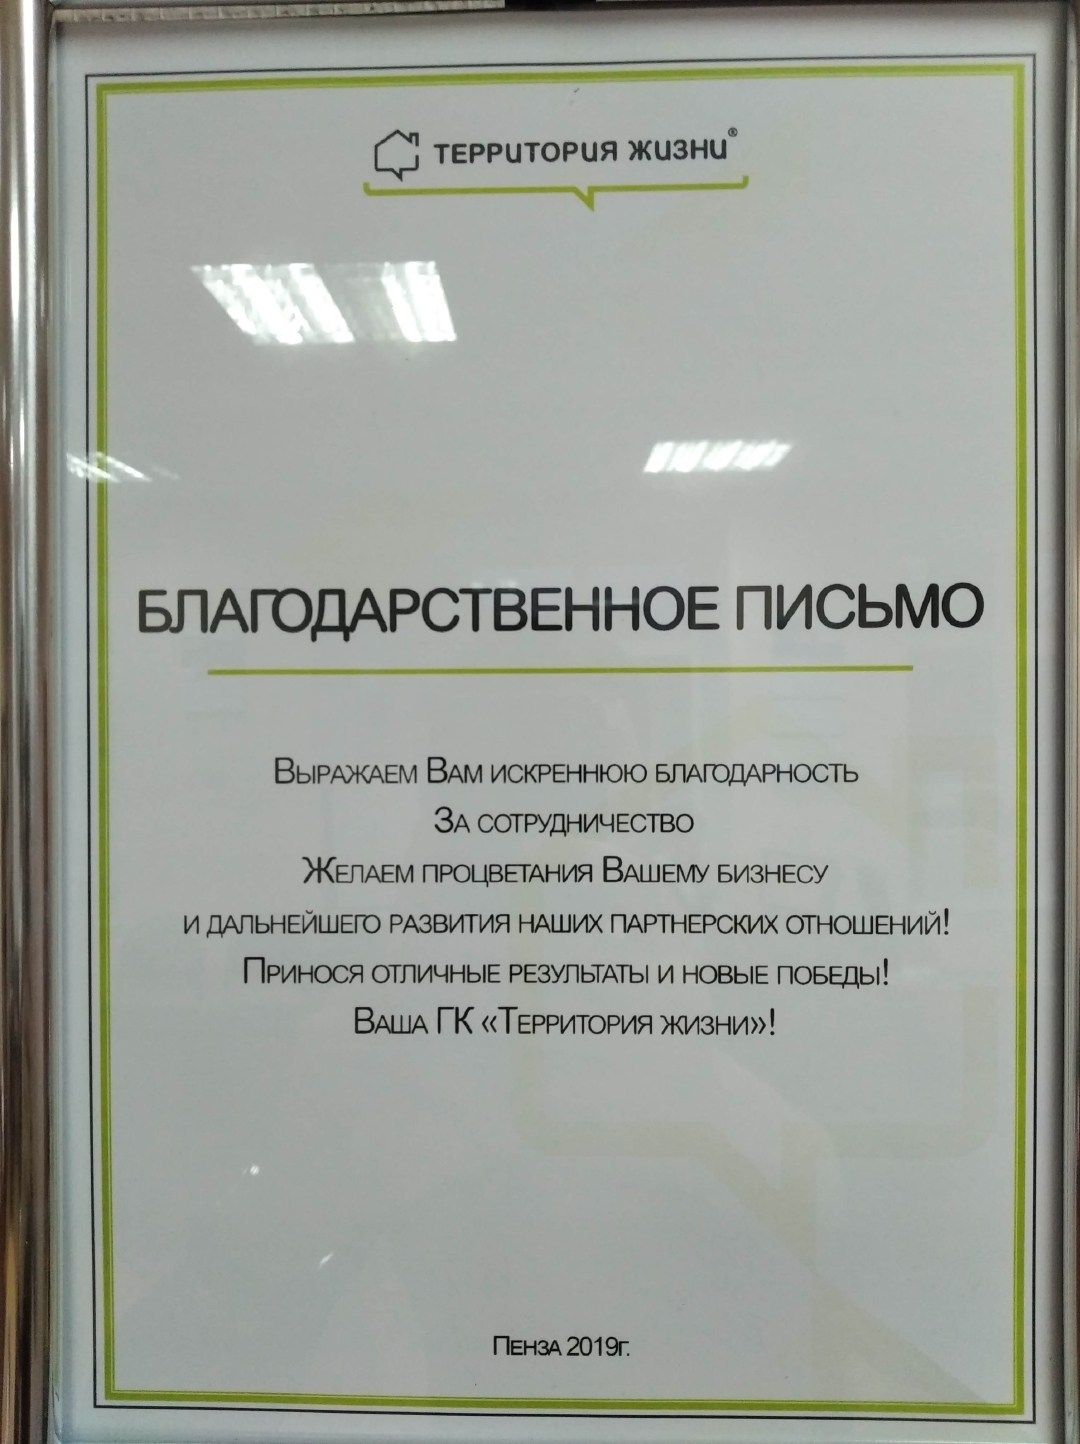 ТЕРРИТОРИЯ ЖИЗНИ®
БЛАГОДАРСТВЕННОЕ ПИСЬМО
Выражаем Вам искреннюю благодарность
За сотрудничество
Желаем процветания Вашему бизнесу
и дальнейшего развития наших партнерских отношений!
Принося отличные результаты и новые победы!
Ваша ГК «Территория жизни»!
Пенза 2019г.